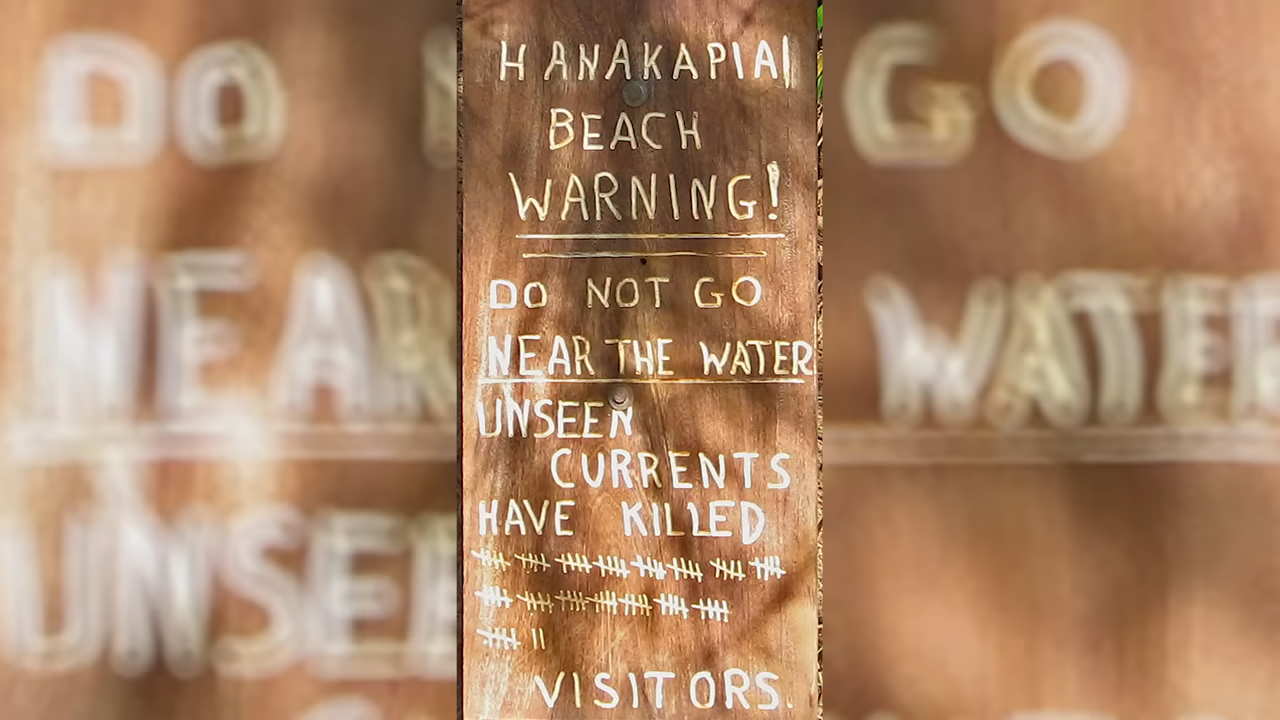 HANAKAPIAI
BEACH
WARNING!
DO NOT GO
NEAR THE WATER
UNSEEN
CURRENTS
HAVE KILLED
VISITORS.